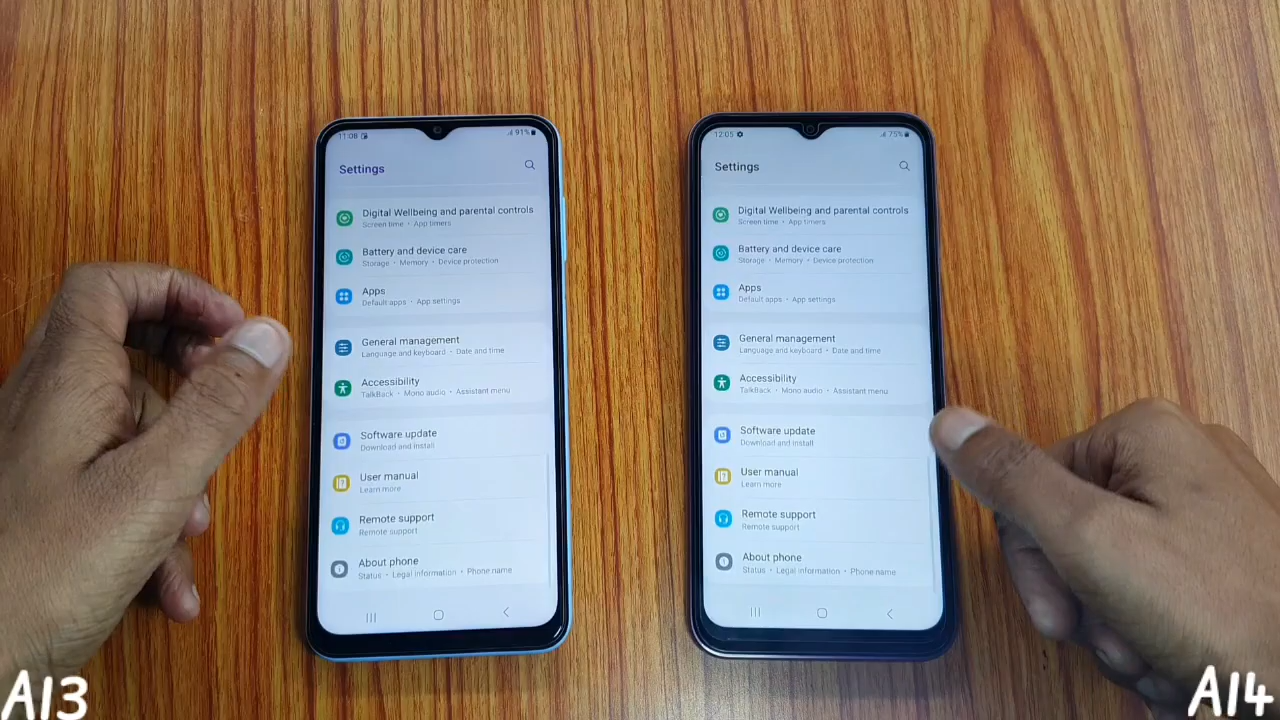 11:08
91%
Settings
Digital Wellbeing and parental controls
Screen time • App timers
Battery and device care
Storage • Memory • Device protection
Apps
Default apps • App settings
General management
Language and keyboard • Date and time
Accessibility
TalkBack • Mono audio • Assistant menu
Software update
Download and install
User manual
Learn more
Remote support
Remote support
About phone
Status • Legal information • Phone name
12:05
75%
Settings
Digital Wellbeing and parental controls
Screen time • App timers
Battery and device care
Storage • Memory • Device protection
Apps
Default apps • App settings
General management
Language and keyboard • Date and time
Accessibility
TalkBack • Mono audio • Assistant menu
Software update
Download and install
User manual
Learn more
Remote support
Remote support
About phone
Status • Legal information • Phone name
A13
A14